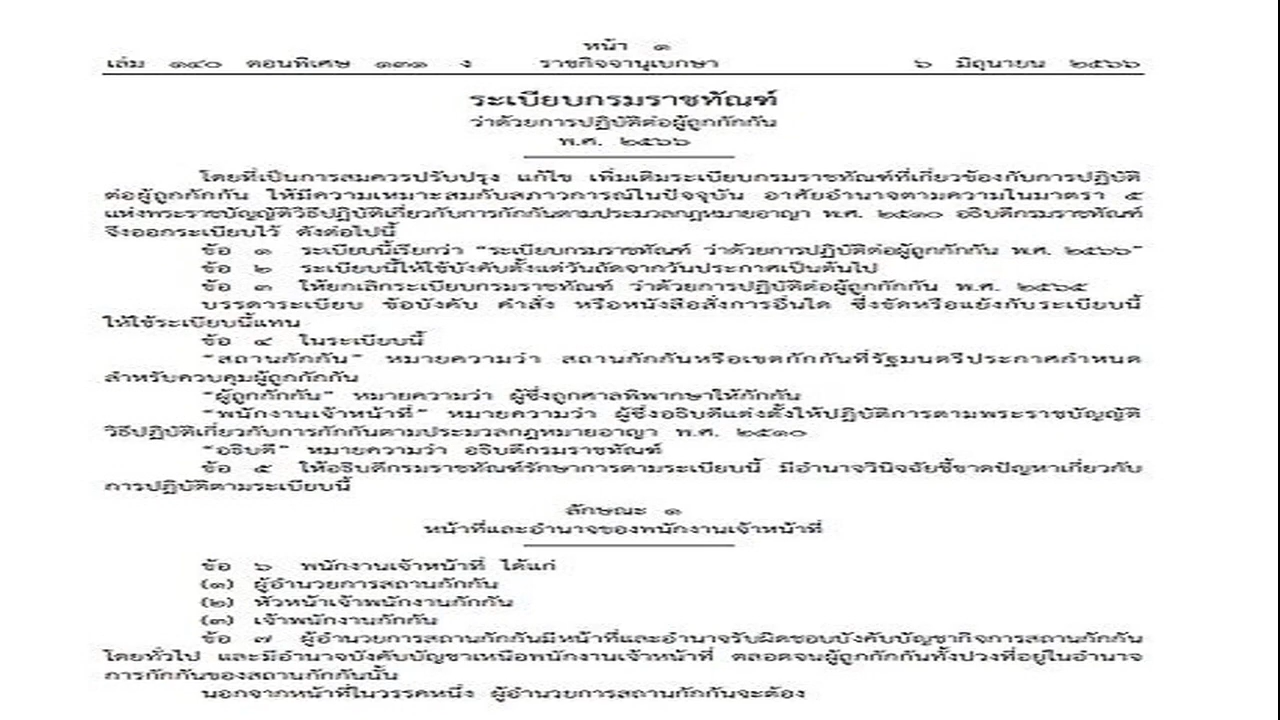 หน้า ๑
เล่ม ๑๔๐ ตอนพิเศษ ๑๓๑ ง ราชกิจจานุเบกษา ๖ มิถุนายน ๒๕๖๖
ระเบียบกรมราชทัณฑ์
ว่าด้วยการปฏิบัติต่อผู้ถูกกักกัน
พ.ศ. ๒๕๖๖
โดยที่เป็นการสมควรปรับปรุง แก้ไข เพิ่มเติมระเบียบกรมราชทัณฑ์ที่เกี่ยวข้องกับการปฏิบัติ
ต่อผู้ถูกกักกัน ให้มีความเหมาะสมกับสภาวการณ์ในปัจจุบัน อาศัยอำนาจตามความในมาตรา ๕
แห่งพระราชบัญญัติวิธีปฏิบัติเกี่ยวกับการกักกันตามประมวลกฎหมายอาญา พ.ศ. ๒๕๑๐ อธิบดีกรมราชทัณฑ์
จึงออกระเบียบไว้ ดังต่อไปนี้
ข้อ ๑ ระเบียบนี้เรียกว่า “ระเบียบกรมราชทัณฑ์ ว่าด้วยการปฏิบัติต่อผู้ถูกกักกัน พ.ศ. ๒๕๖๖”
ข้อ ๒ ระเบียบนี้ให้ใช้บังคับตั้งแต่วันถัดจากวันประกาศเป็นต้นไป
ข้อ ๓ ให้ยกเลิกระเบียบกรมราชทัณฑ์ ว่าด้วยการปฏิบัติต่อผู้ถูกกักกัน พ.ศ. ๒๕๖๕
บรรดาระเบียบ ข้อบังคับ คำสั่ง หรือหนังสือสั่งการอื่นใด ซึ่งขัดหรือแย้งกับระเบียบนี้
ให้ใช้ระเบียบนี้แทน
ข้อ ๔ ในระเบียบนี้
“สถานกักกัน” หมายความว่า สถานกักกันหรือเขตกักกันที่รัฐมนตรีประกาศกำหนด
สำหรับควบคุมผู้ถูกกักกัน
“ผู้ถูกกักกัน” หมายความว่า ผู้ซึ่งถูกศาลพิพากษาให้กักกัน
“พนักงานเจ้าหน้าที่” หมายความว่า ผู้ซึ่งอธิบดีแต่งตั้งให้ปฏิบัติการตามพระราชบัญญัติ
วิธีปฏิบัติเกี่ยวกับการกักกันตามประมวลกฎหมายอาญา พ.ศ. ๒๕๑๐
“อธิบดี” หมายความว่า อธิบดีกรมราชทัณฑ์
ข้อ ๕ ให้อธิบดีกรมราชทัณฑ์รักษาการตามระเบียบนี้ มีอำนาจวินิจฉัยชี้ขาดปัญหาเกี่ยวกับ
การปฏิบัติตามระเบียบนี้
ลักษณะ ๑
หน้าที่และอำนาจของพนักงานเจ้าหน้าที่
ข้อ ๖ พนักงานเจ้าหน้าที่ ได้แก่
(๑) ผู้อำนวยการสถานกักกัน
(๒) หัวหน้าเจ้าพนักงานกักกัน
(๓) เจ้าพนักงานกักกัน
ข้อ ๗ ผู้อำนวยการสถานกักกันมีหน้าที่และอำนาจรับผิดชอบบังคับบัญชากิจการสถานกักกัน
โดยทั่วไป และมีอำนาจบังคับบัญชาเหนือพนักงานเจ้าหน้าที่ ตลอดจนผู้ถูกกักกันทั้งปวงที่อยู่ในอำนาจ
การกักกันของสถานกักกันนั้น
นอกจากหน้าที่ในวรรคหนึ่ง ผู้อำนวยการสถานกักกันจะต้อง